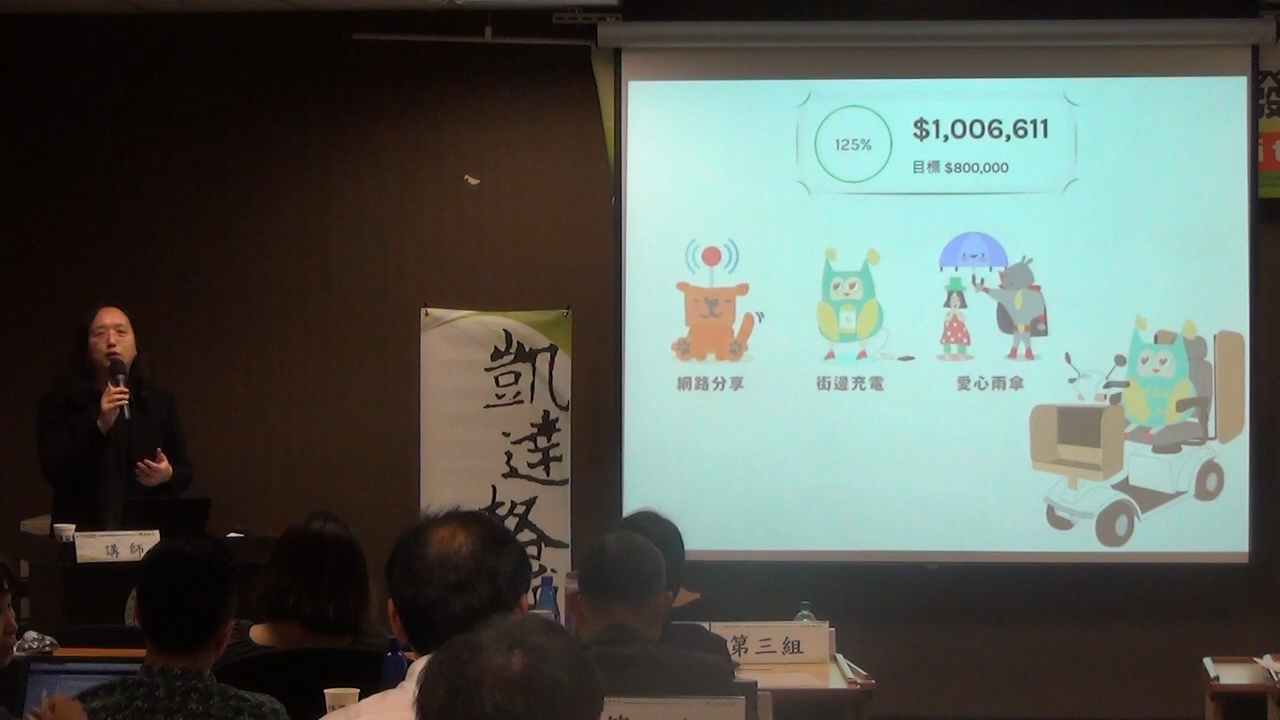 125%
$1,006,611
目標 $800,000
網路分享
街邊充電
愛心雨傘
凱達格
講師
第三組